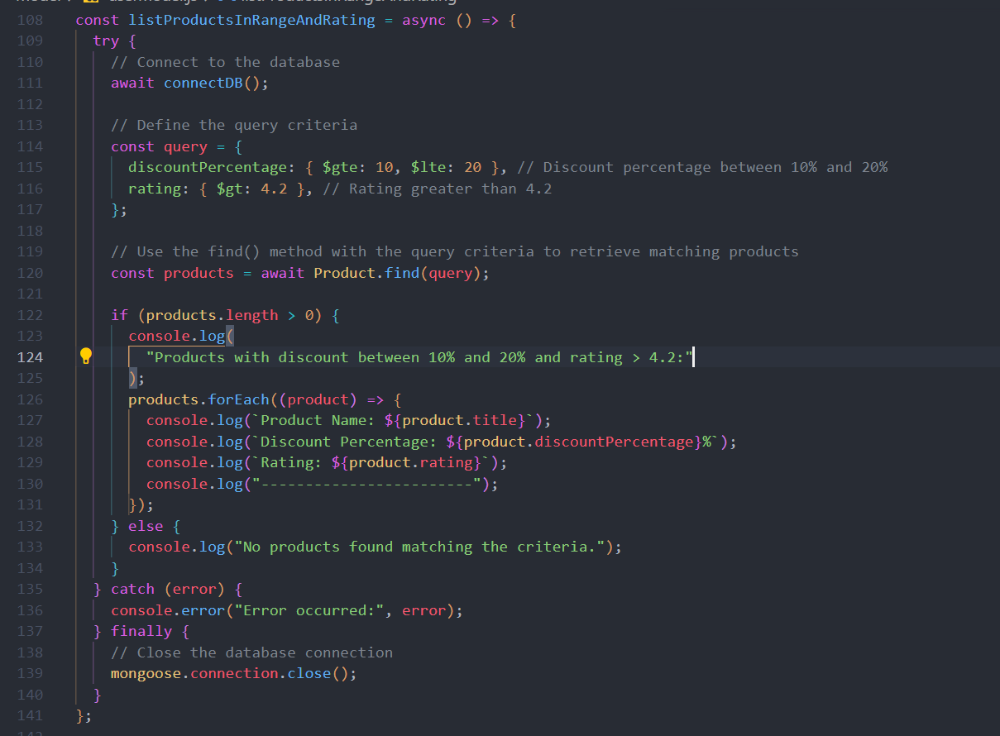 108 const listProductsInRangeAndRating = async () => {
109 try {
110 // Connect to the database
111 await connectDB();
112
113 // Define the query criteria
114 const query = {
115 discountPercentage: { $gte: 10, $lte: 20 }, // Discount percentage between 10% and 20%
116 rating: { $gt: 4.2 }, // Rating greater than 4.2
117 };
118
119 // Use the find() method with the query criteria to retrieve matching products
120 const products = await Product.find(query);
121
122 if (products.length > 0) {
123 console.log(
124 "Products with discount between 10% and 20% and rating > 4.2:"
125 );
126 products.forEach((product) => {
127 console.log(`Product Name: ${product.title}`);
128 console.log(`Discount Percentage: ${product.discountPercentage}%`);
129 console.log(`Rating: ${product.rating}`);
130 console.log("------------------------");
131 });
132 } else {
133 console.log("No products found matching the criteria.");
134 }
135 } catch (error) {
136 console.error("Error occurred:", error);
137 } finally {
138 // Close the database connection
139 mongoose.connection.close();
140 }
141 };